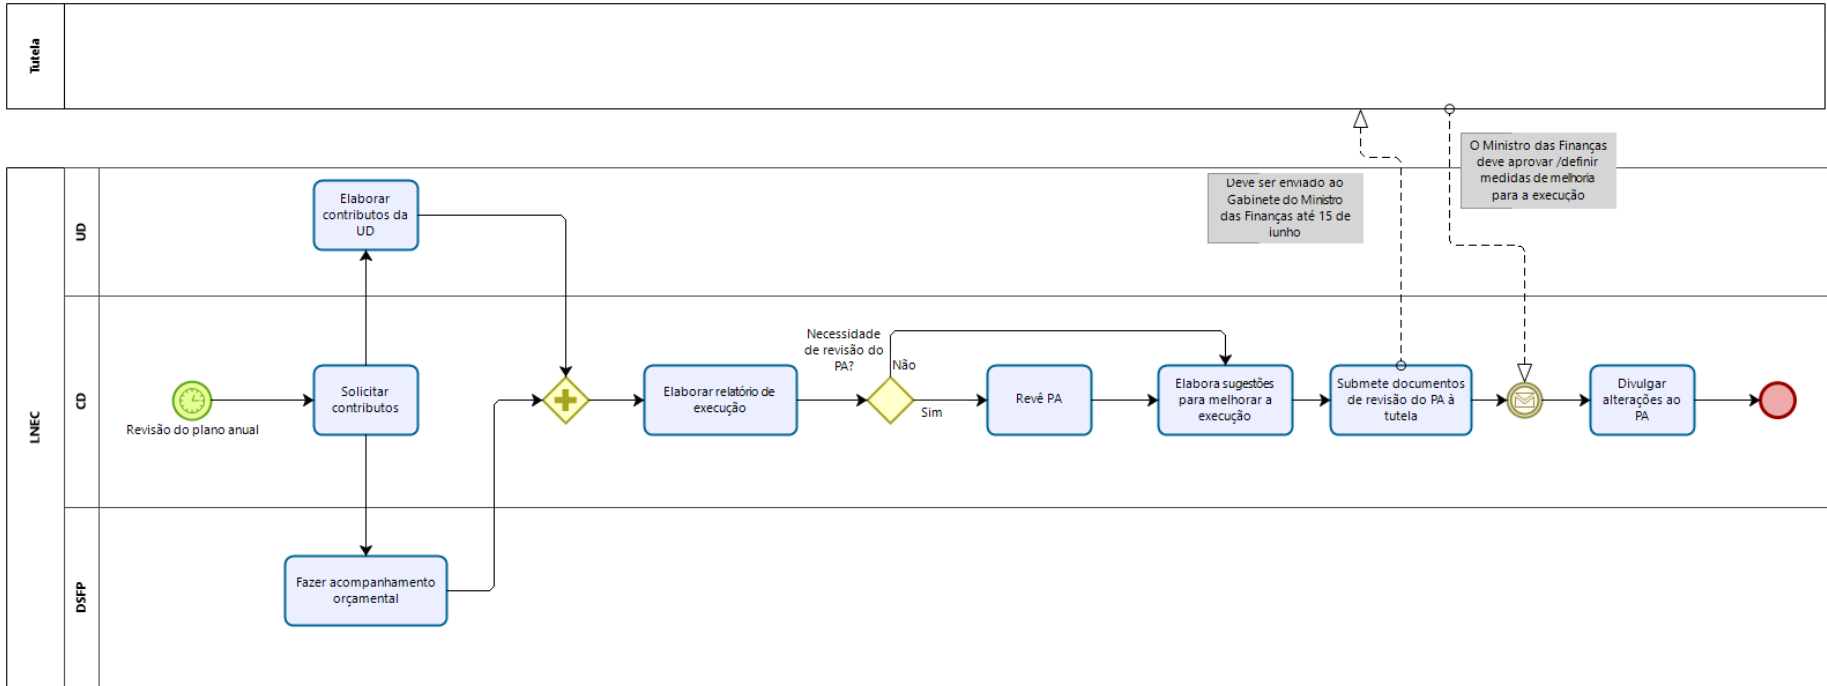 Tutela
O Ministro das Finanças
deve aprovar /definir
medidas de melhoria
para a execução
Deve ser enviado ao
Gabinete do Ministro
das Finanças até 15 de
junho
LNEC
UD
Elaborar
contributos da
UD
CD
Revisão do plano anual
Solicitar
contributos
Elaborar relatório de
execução
Necessidade
de revisão do
PA?
Não
Sim
Revê PA
Elabora sugestões
para melhorar a
execução
Submete documentos
de revisão do PA à
tutela
Divulgar
alterações ao
PA
DSFP
Fazer acompanhamento
orçamental